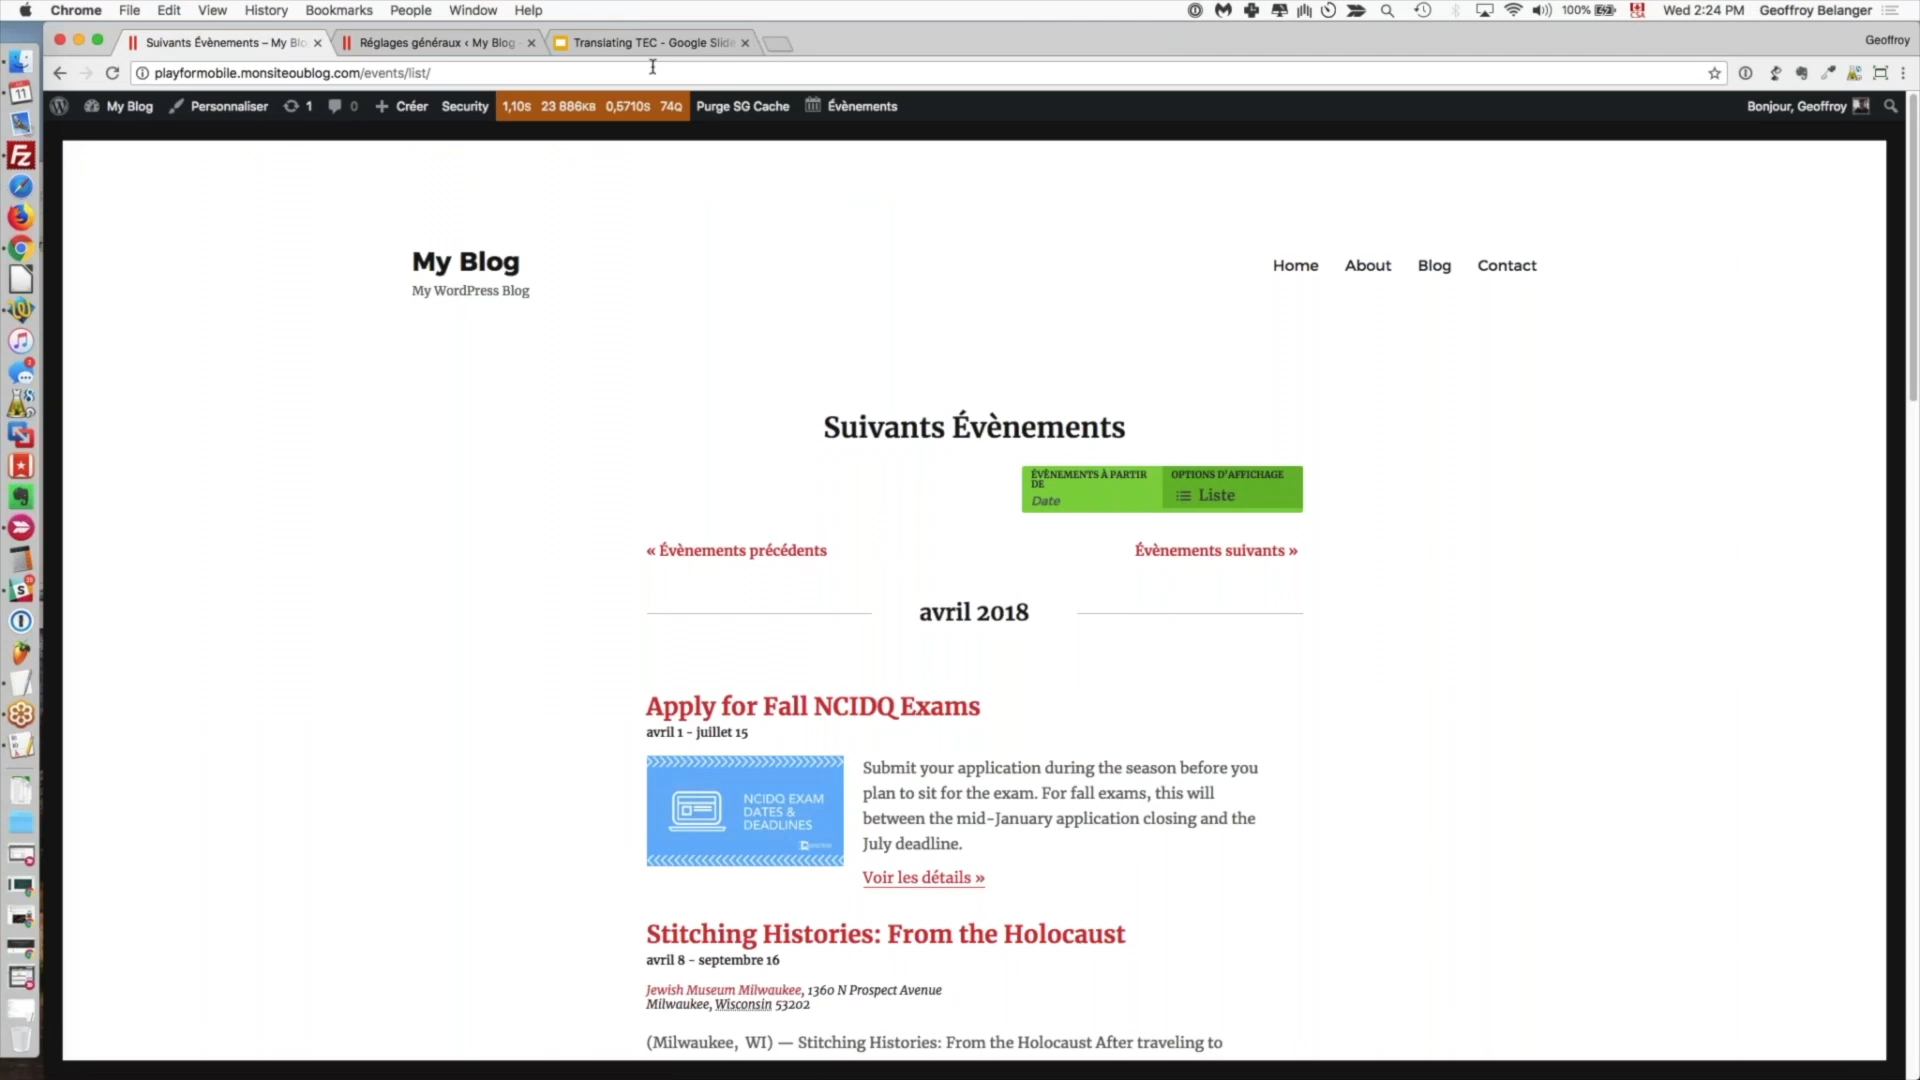 Chrome File Edit View History Bookmarks People Window Help 100% Wed 2:24 PM Geoffroy Belanger
Suivants Évènements – My Blo Réglages généraux ‹ My Blog Translating TEC - Google Slide Geoffroy
playformobile.monsiteoublog.com/events/list/
My Blog Personnaliser 1 0 + Créer Security 1,10s 23 886KB 0,5710s 74Q Purge SG Cache Évènements Bonjour, Geoffroy
My Blog
My WordPress Blog
Home About Blog Contact
Suivants Évènements
ÉVÈNEMENTS À PARTIR
DE
Date
OPTIONS D'AFFICHAGE
Liste
« Évènements précédents Évènements suivants »
avril 2018
Apply for Fall NCIDQ Exams
avril 1 - juillet 15
NCIDQ EXAM
DATES &
DEADLINES
Submit your application during the season before you
plan to sit for the exam. For fall exams, this will
between the mid-January application closing and the
July deadline.
Voir les détails »
Stitching Histories: From the Holocaust
avril 8 - septembre 16
Jewish Museum Milwaukee, 1360 N Prospect Avenue
Milwaukee, Wisconsin 53202
(Milwaukee, WI) — Stitching Histories: From the Holocaust After traveling to